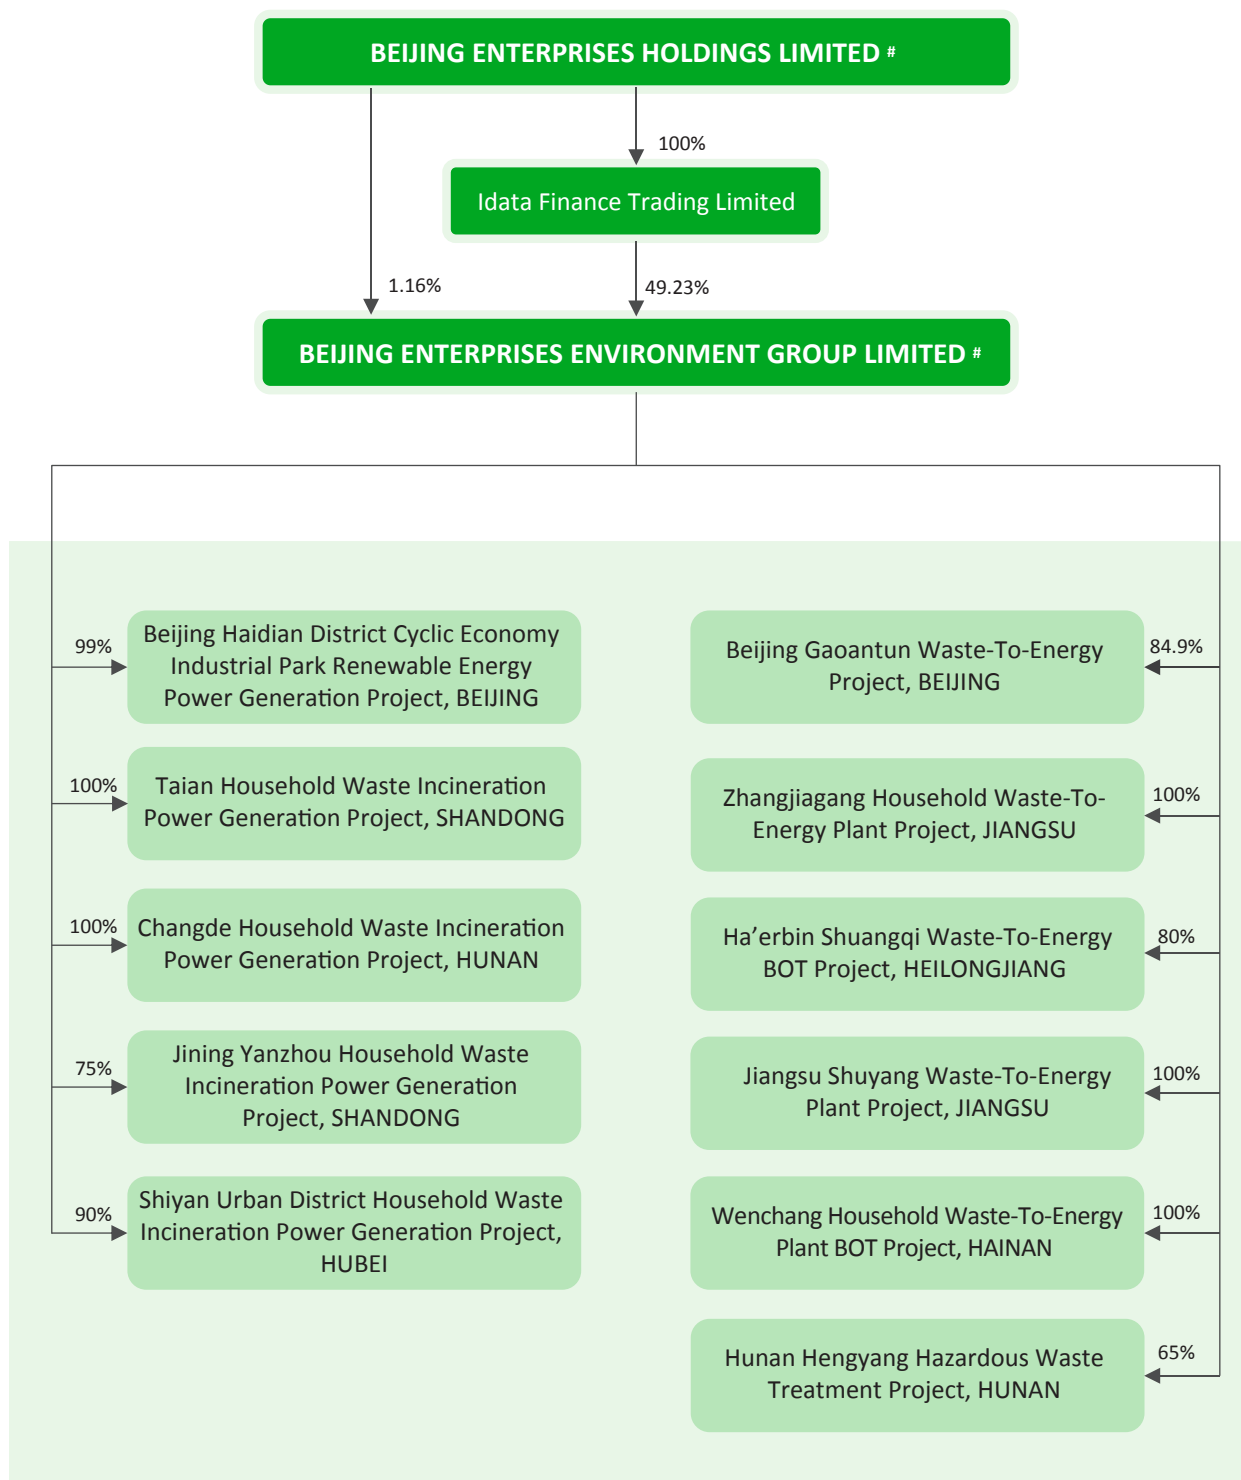 BEIJING ENTERPRISES HOLDINGS LIMITED #
100%
Idata Finance Trading Limited
1.16%
49.23%
BEIJING ENTERPRISES ENVIRONMENT GROUP LIMITED #
99%
Beijing Haidian District Cyclic Economy
Industrial Park Renewable Energy
Power Generation Project, BEIJING
100%
Taian Household Waste Incineration
Power Generation Project, SHANDONG
100%
Changde Household Waste Incineration
Power Generation Project, HUNAN
75%
Jining Yanzhou Household Waste
Incineration Power Generation
Project, SHANDONG
90%
Shiyan Urban District Household Waste
Incineration Power Generation Project,
HUBEI
Beijing Gaoantun Waste-To-Energy
Project, BEIJING
84.9%
Zhangjiagang Household Waste-To-
Energy Plant Project, JIANGSU
100%
Ha’erbin Shuangqi Waste-To-Energy
BOT Project, HEILONGJIANG
80%
Jiangsu Shuyang Waste-To-Energy
Plant Project, JIANGSU
100%
Wenchang Household Waste-To-Energy
Plant BOT Project, HAINAN
100%
Hunan Hengyang Hazardous Waste
Treatment Project, HUNAN
65%